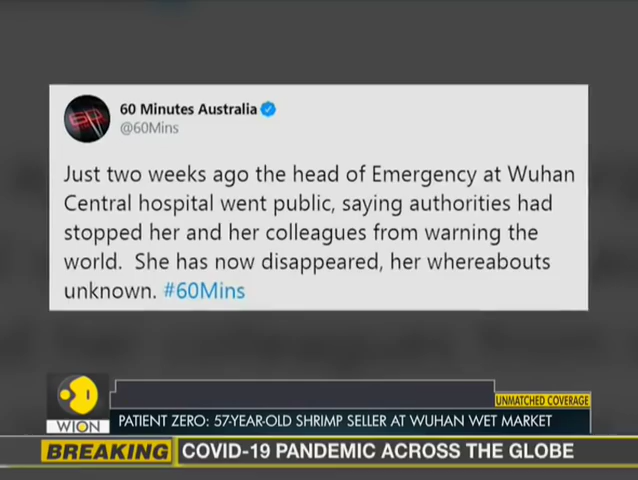 60 Minutes Australia
@60Mins
Just two weeks ago the head of Emergency at Wuhan
Central hospital went public, saying authorities had
stopped her and her colleagues from warning the
world. She has now disappeared, her whereabouts
unknown. #60Mins
UNMATCHED COVERAGE
WION
PATIENT ZERO: 57-YEAR-OLD SHRIMP SELLER AT WUHAN WET MARKET
BREAKING COVID-19 PANDEMIC ACROSS THE GLOBE